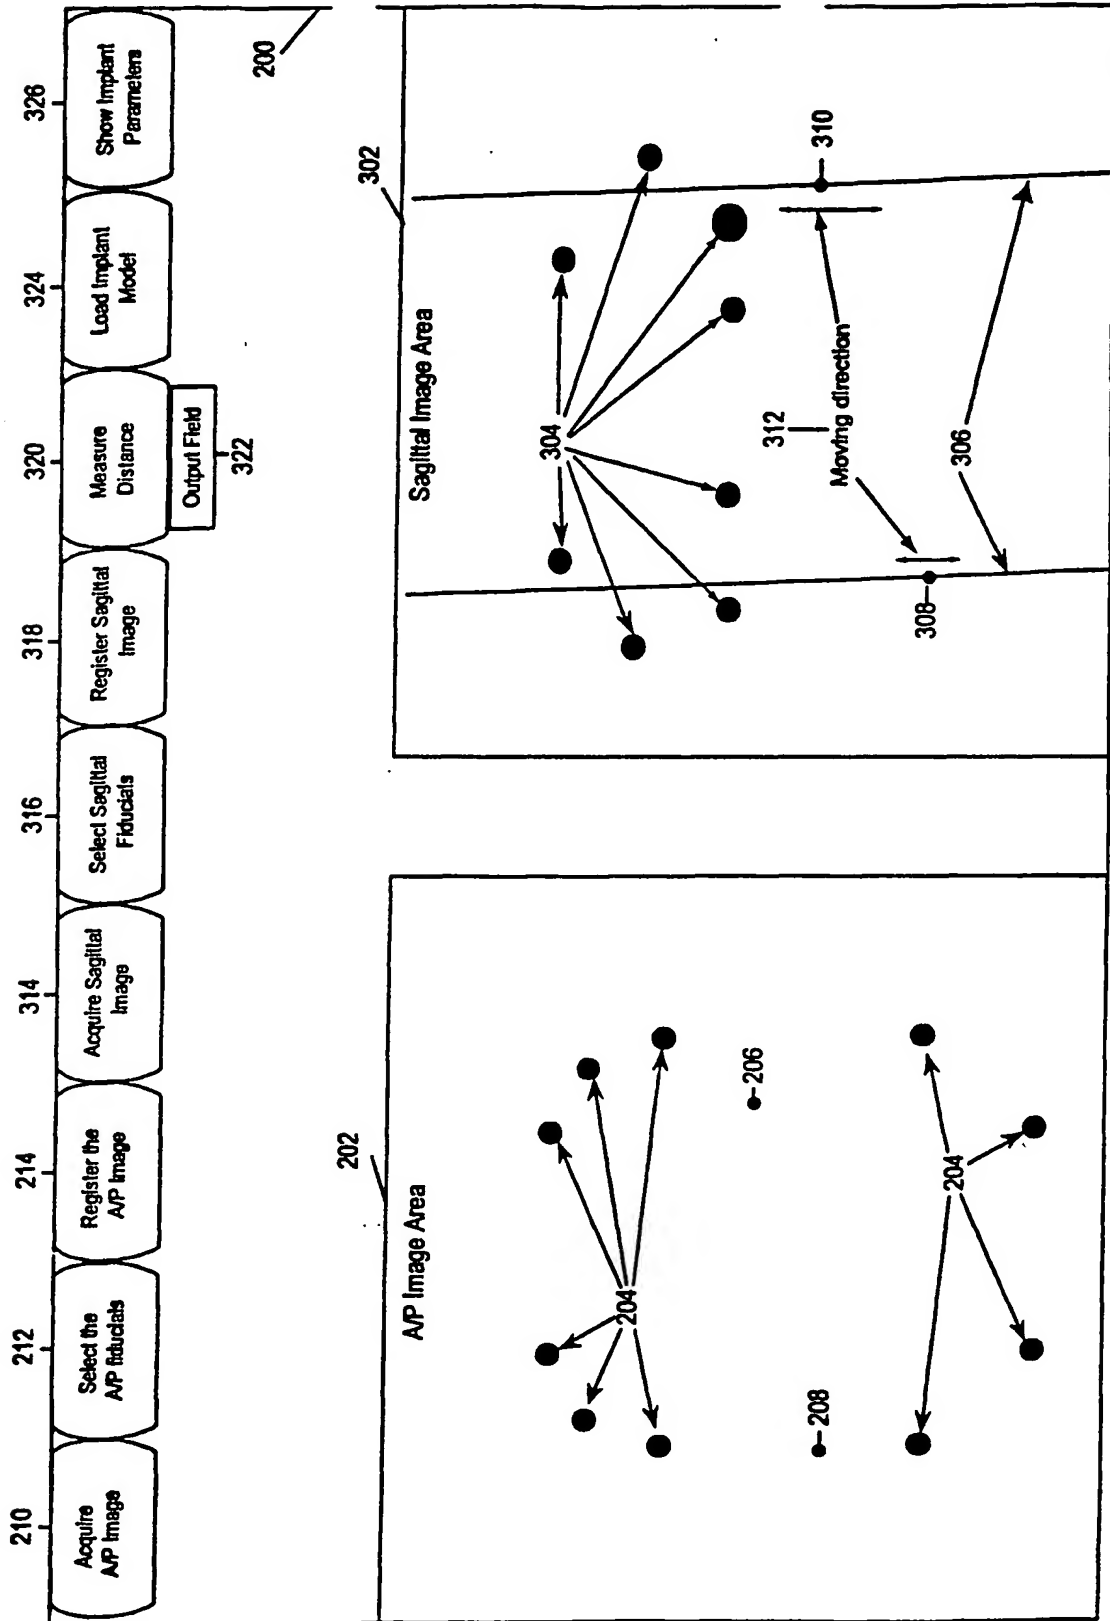 210
212
214
314
316
318
320
324
326
Acquire
A/P Image
Select the
A/P fiducials
Register the
A/P Image
Acquire Sagittal
Image
Select Sagittal
Fiducials
Register Sagittal
Image
Measure
Distance
Load Implant
Model
Show Implant
Parameters
Output Field
322
200
202
A/P Image Area
204
206
208
204
302
Sagittal Image Area
304
310
312
Moving direction
308
306